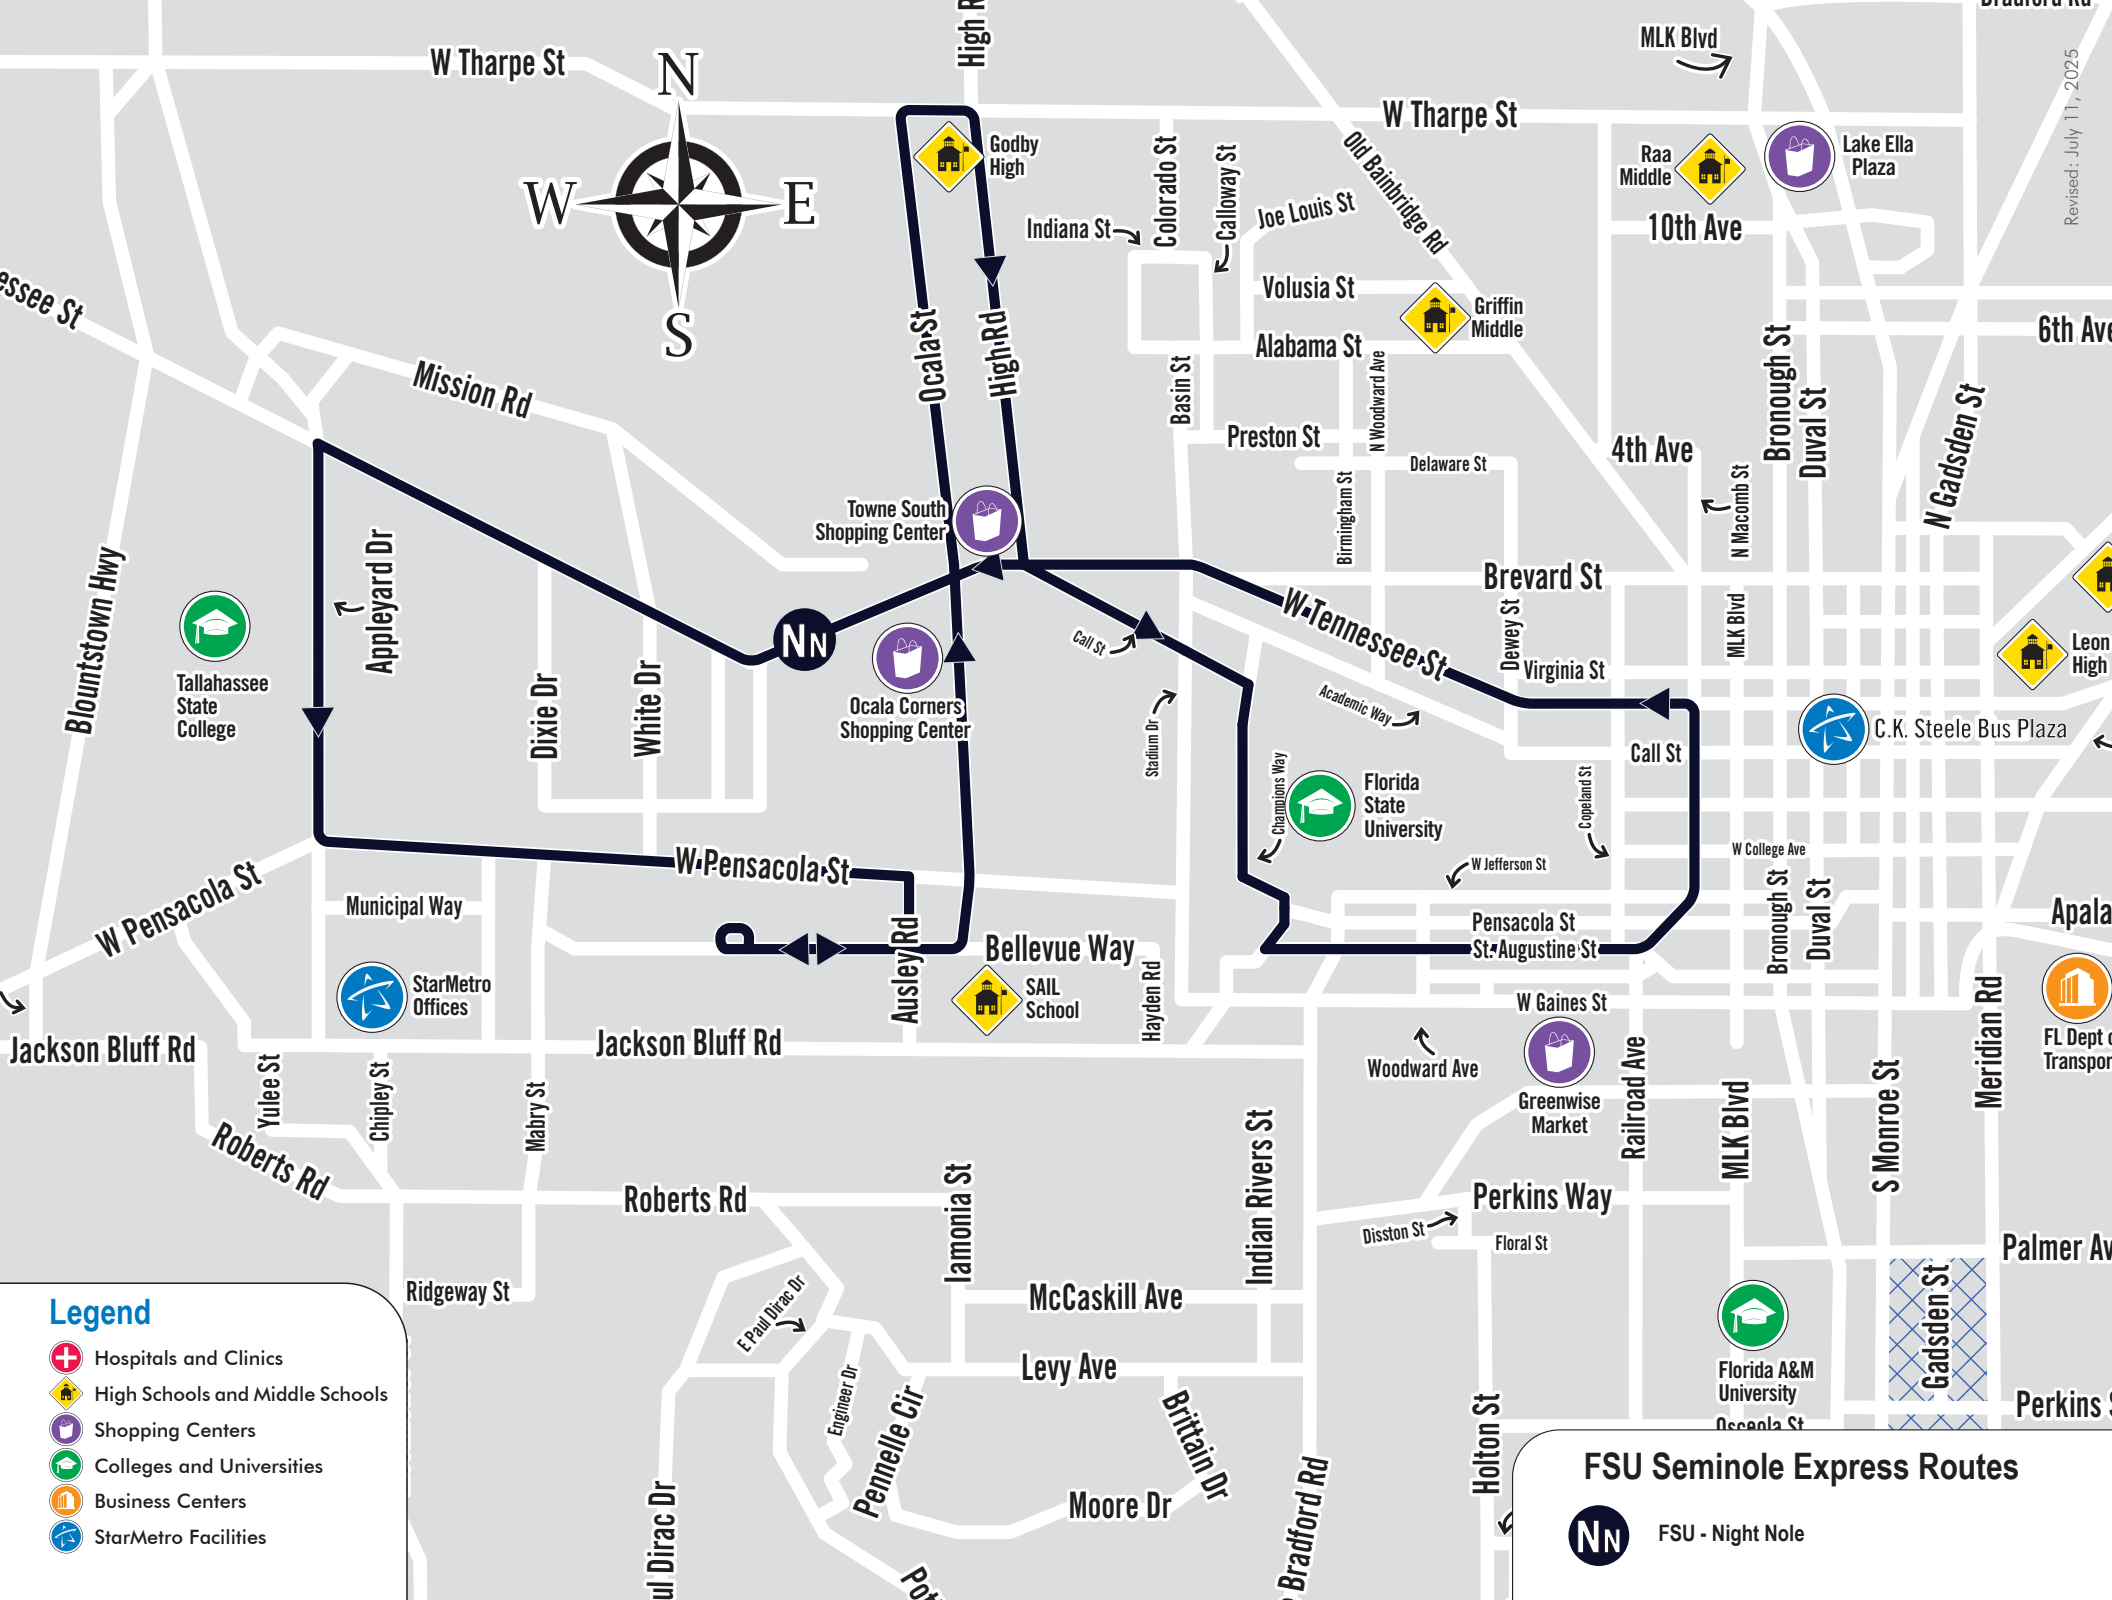 High R
Bradford Rd
MLK Blvd
W Tharpe St
N
W
E
S
W Tharpe St
Revised: July 11, 2025
Godby
High
Colorado St
Calloway St
Old Bainbridge Rd
Raa
Middle
Lake Ella
Plaza
Joe Louis St
Indiana St
10th Ave
essee St
Volusia St
Griffin
Middle
Ocala St
High Rd
Alabama St
6th Ave
Mission Rd
Basin St
N Woodward Ave
Bronough St
Duval St
N Gadsden St
Preston St
4th Ave
Delaware St
Birmingham St
N Macomb St
Towne South
Shopping Center
Appleyard Dr
Blountstown Hwy
Brevard St
W Tennessee St
Dewey St
MLK Blvd
Nn
Call St
Virginia St
Leon
High
Tallahassee
State
College
Dixie Dr
White Dr
Ocala Corners
Shopping Center
Academic Way
Stadium Dr
C.K. Steele Bus Plaza
Call St
Champions Way
Florida
State
University
Copeland St
W College Ave
W Pensacola St
W Jefferson St
W Pensacola St
Municipal Way
Bronough St
Duval St
Apala
Pensacola St
St. Augustine St
Ausley Rd
Bellevue Way
Hayden Rd
StarMetro
Offices
SAIL
School
W Gaines St
Meridian Rd
Jackson Bluff Rd
Jackson Bluff Rd
FL Dept o
Transpor
Woodward Ave
Greenwise
Market
Railroad Ave
MLK Blvd
S Monroe St
Yulee St
Chipley St
Mabry St
Roberts Rd
Roberts Rd
Iamonia St
Indian Rivers St
Perkins Way
Disston St
Floral St
Palmer Av
Ridgeway St
McCaskill Ave
E Paul Dirac Dr
Gadsden St
Levy Ave
Florida A&M
University
Engineer Dr
Pennelle Cir
Brittain Dr
Holton St
Perkins S
Osceola St
Moore Dr
ul Dirac Dr
Bradford Rd
Pott
Legend
Hospitals and Clinics
High Schools and Middle Schools
Shopping Centers
Colleges and Universities
Business Centers
StarMetro Facilities
FSU Seminole Express Routes
Nn
FSU - Night Nole